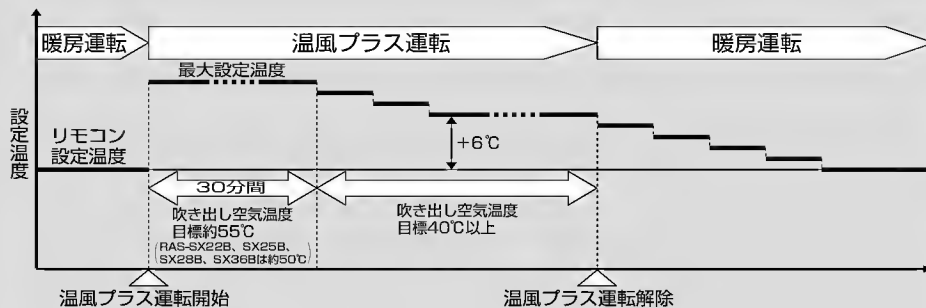 暖房運転
温風プラス運転
暖房運転
最大設定温度
設定温度
リモコン
設定温度
+6℃
30分間
吹き出し空気温度
目標約55℃
(RAS-SX22B、SX25B、
SX28B、SX36Bは約50℃)
吹き出し空気温度
目標40℃以上
温風プラス運転開始
温風プラス運転解除